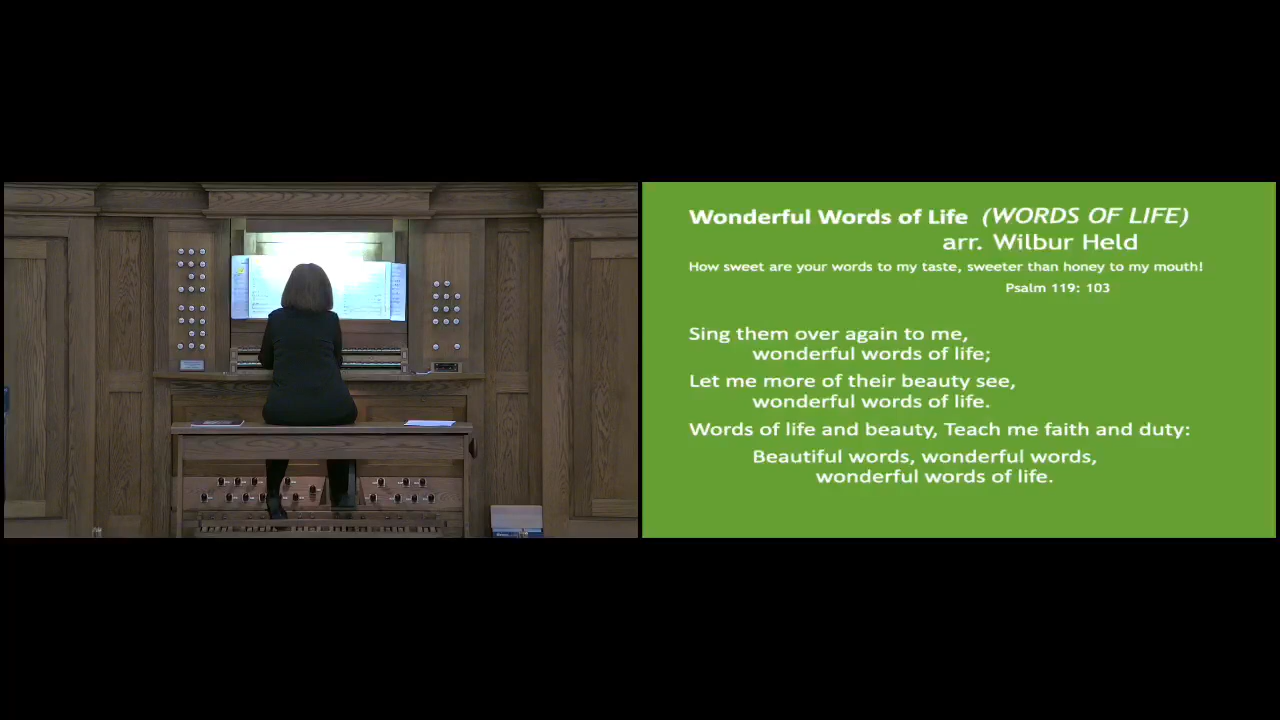 Wonderful Words of Life (WORDS OF LIFE)
arr. Wilbur Held
How sweet are your words to my taste, sweeter than honey to my mouth!
Psalm 119: 103
Sing them over again to me,
wonderful words of life;
Let me more of their beauty see,
wonderful words of life.
Words of life and beauty, Teach me faith and duty:
Beautiful words, wonderful words,
wonderful words of life.